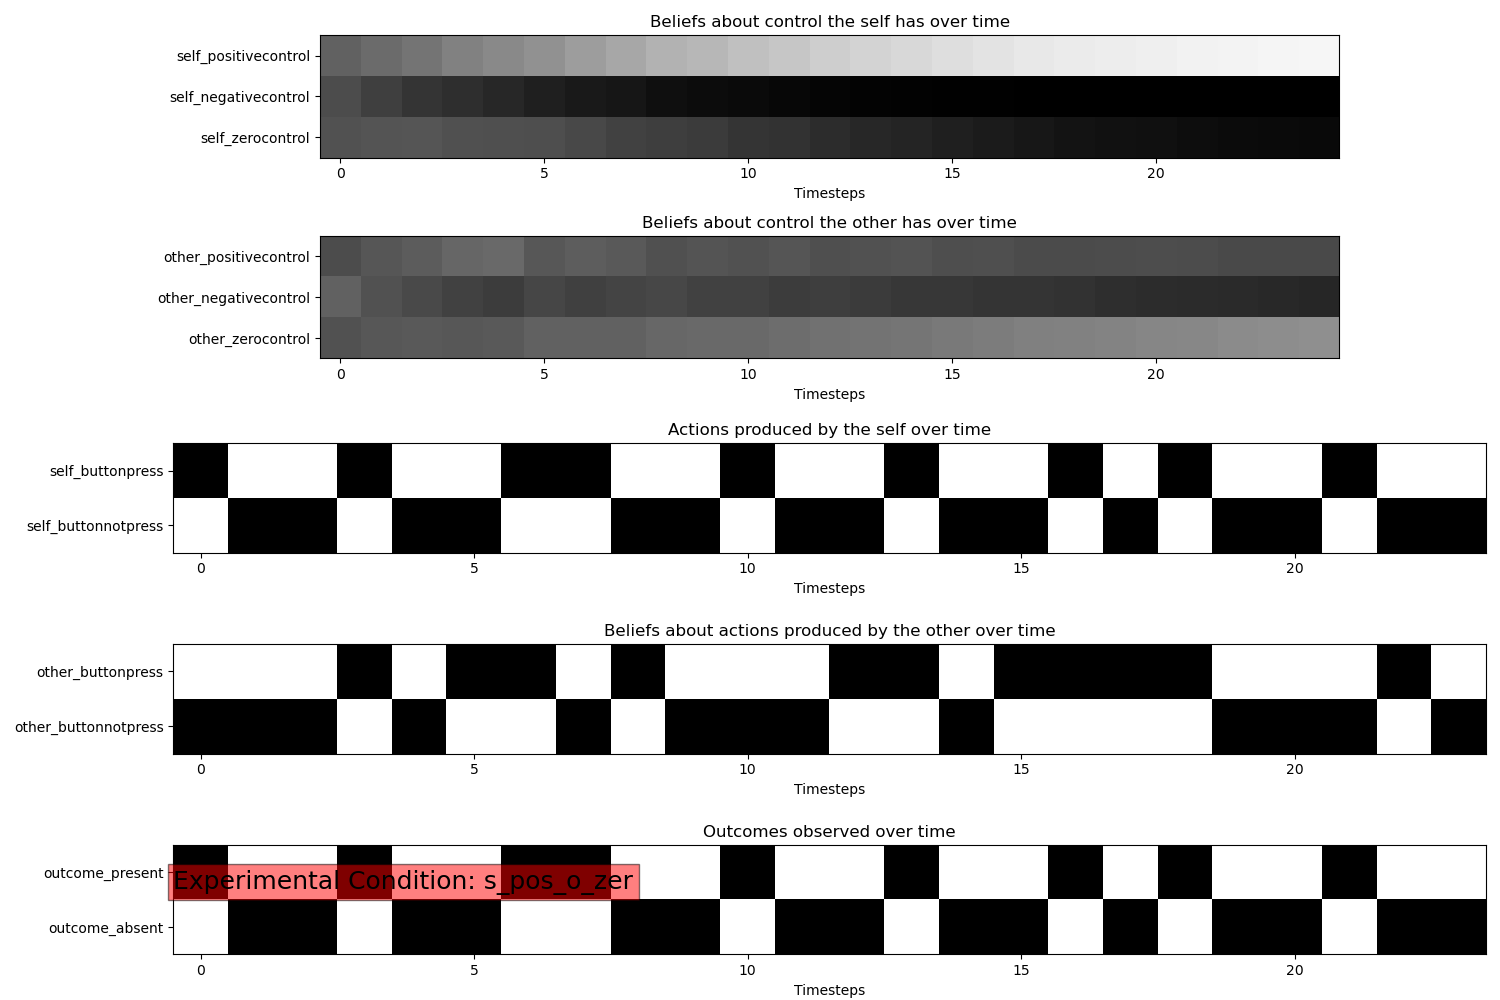 Beliefs about control the self has over time
self_positivecontrol
self_negativecontrol
self_zerocontrol
0 5 10 15 20
Timesteps
Beliefs about control the other has over time
other_positivecontrol
other_negativecontrol
other_zerocontrol
0 5 10 15 20
Timesteps
Actions produced by the self over time
self_buttonpress
self_buttonnotpress
0 5 10 15 20
Timesteps
Beliefs about actions produced by the other over time
other_buttonpress
other_buttonnotpress
0 5 10 15 20
Timesteps
Outcomes observed over time
outcome_present
Experimental Condition: s_pos_o_zer
outcome_absent
0 5 10 15 20
Timesteps